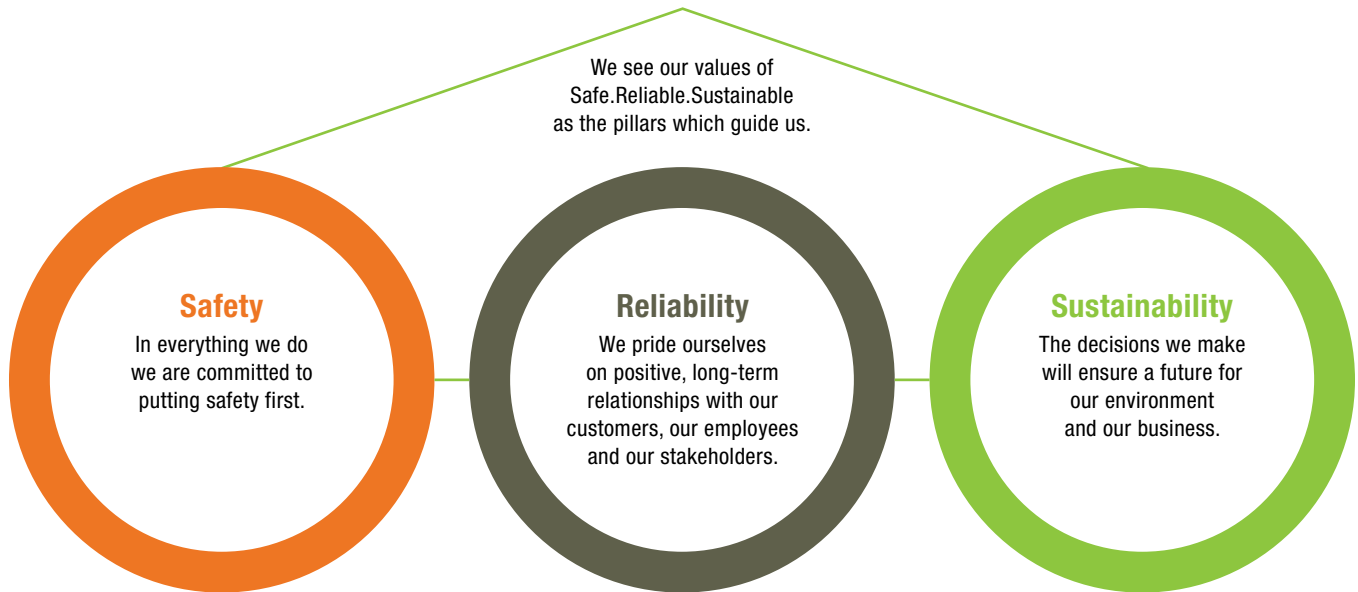 We see our values of
Safe.Reliable.Sustainable
as the pillars which guide us.
Safety
In everything we do
we are committed to
putting safety first.
Reliability
We pride ourselves
on positive, long-term
relationships with our
customers, our employees
and our stakeholders.
Sustainability
The decisions we make
will ensure a future for
our environment
and our business.